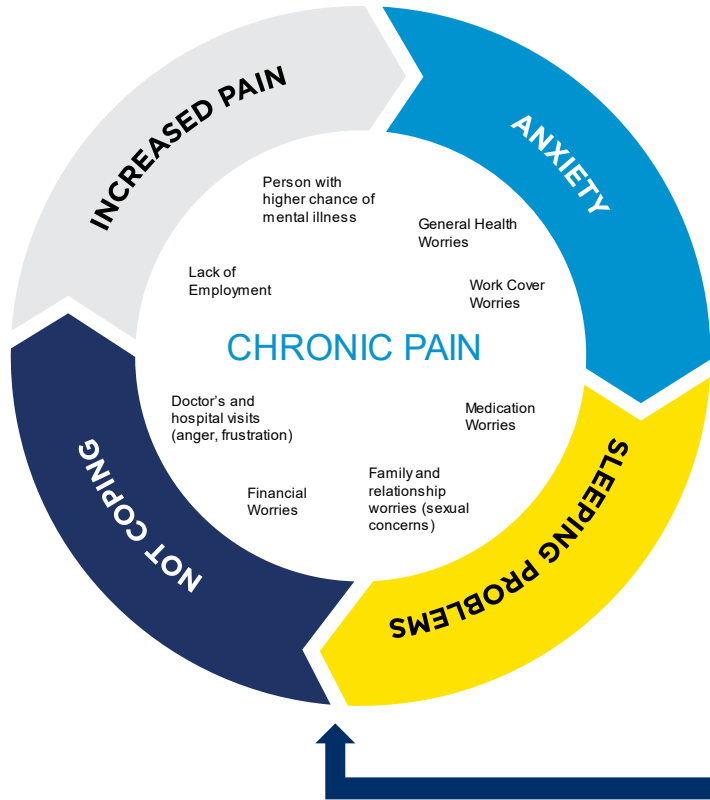 INCREASED PAIN
ANXIETY
Person with
higher chance of
mental illness
General Health
Worries
Lack of
Employment
Work Cover
Worries
CHRONIC PAIN
Doctor's and
hospital visits
(anger, frustration)
Medication
Worries
Family and
relationship
worries (sexual
concerns)
Financial
Worries
NOT COPING
SLEEPING PROBLEMS